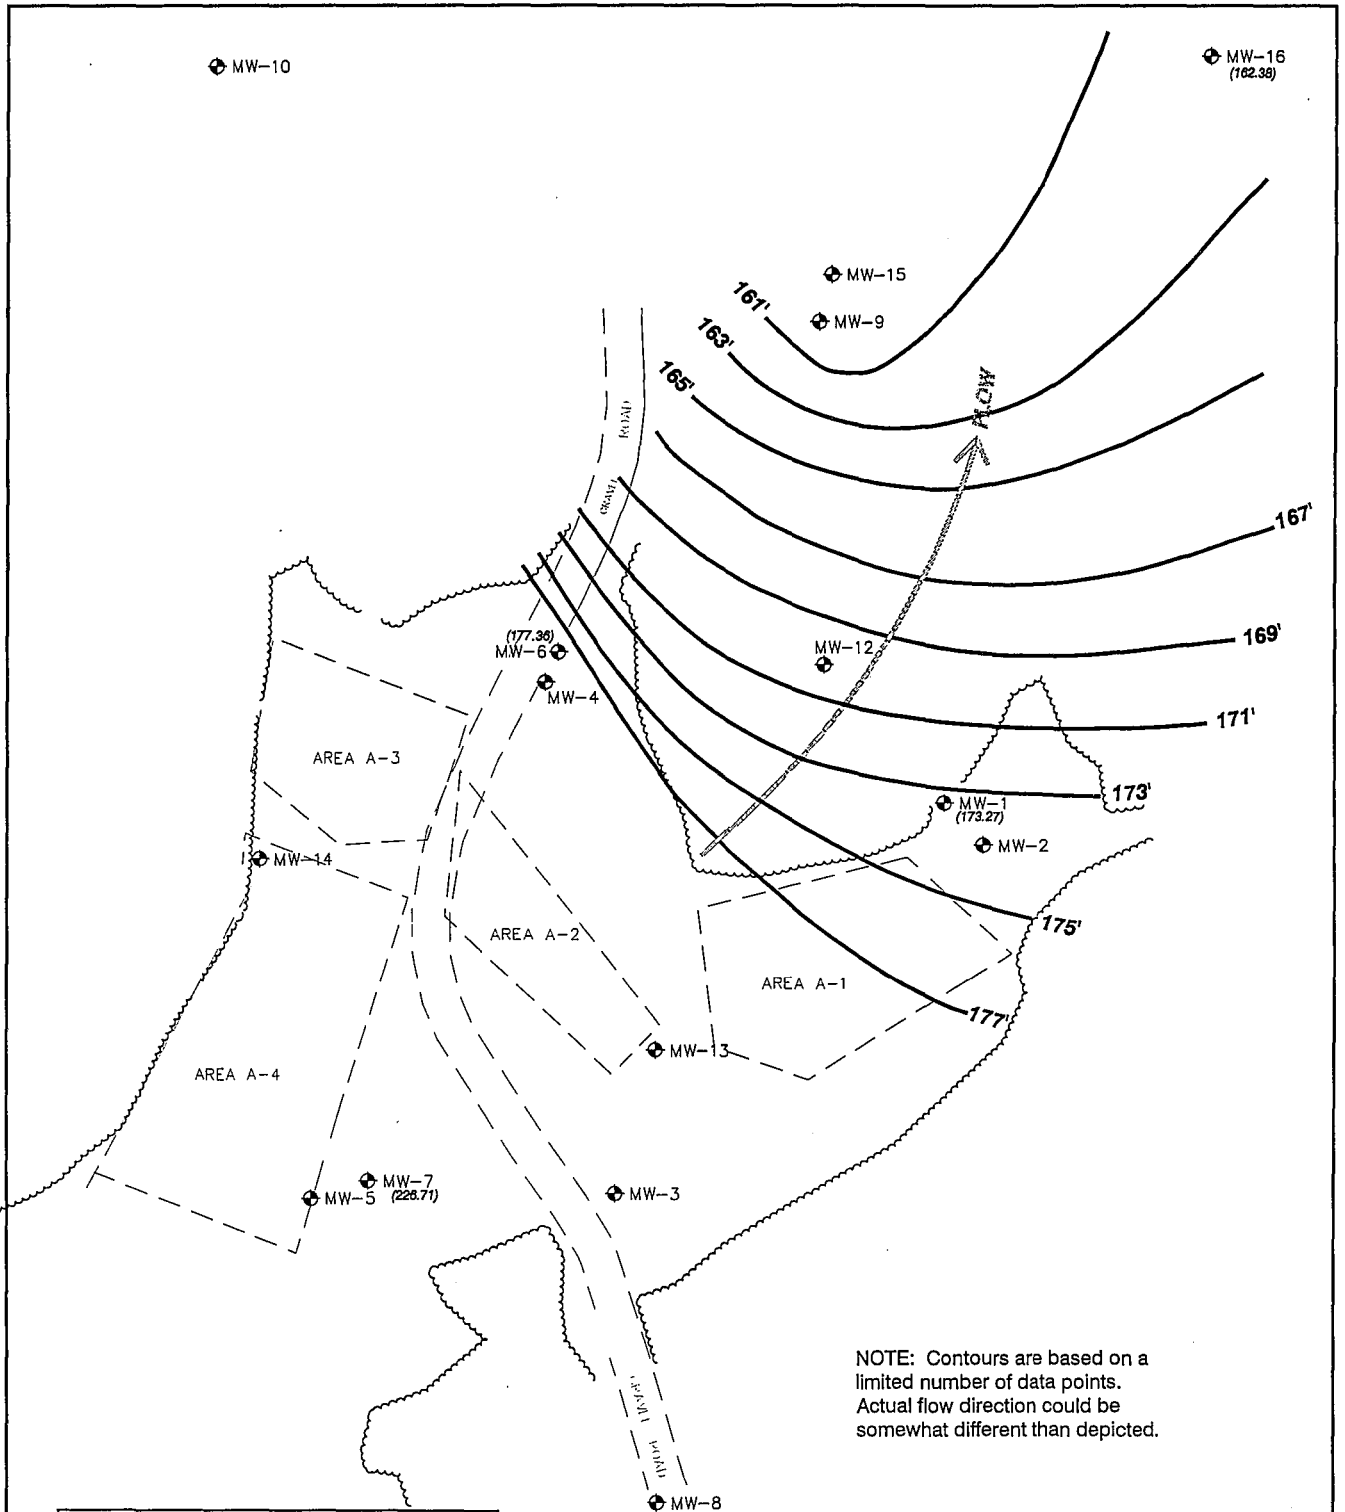 MW-10
MW-16
(162.38)
MW-15
161'
MW-9
163'
165'
FLOW
ROAD
GRAVEL
167'
(177.36)
MW-6
MW-12
169'
MW-4
171'
AREA A-3
173'
MW-1
(173.27)
MW-2
MW-14
175'
AREA A-2
AREA A-1
177'
MW-13
AREA A-4
MW-7
(226.71)
MW-5
MW-3
NOTE: Contours are based on a
limited number of data points.
Actual flow direction could be
somewhat different than depicted.
GRAVEL ROAD
MW-8